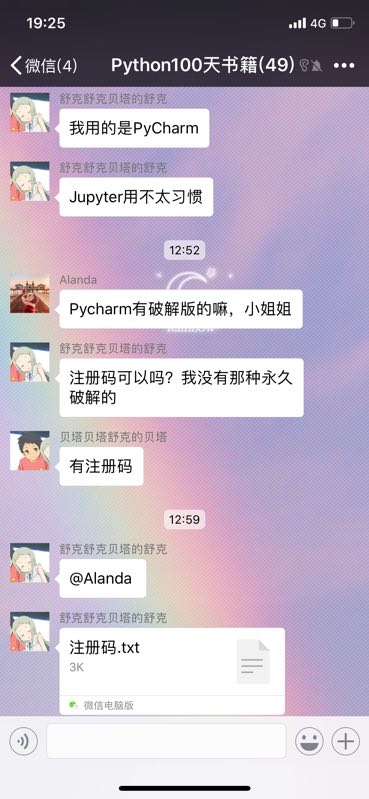 19:25
4G
微信(4)
Python100天书籍(49)
舒克舒克贝塔的舒克
我用的是PyCharm
舒克舒克贝塔的舒克
Jupyter用不太习惯
12:52
Alanda
Pycharm有破解版的嘛，小姐姐
rainbow
舒克舒克贝塔的舒克
注册码可以吗？我没有那种永久
破解的
贝塔贝塔舒克的贝塔
有注册码
12:59
舒克舒克贝塔的舒克
@Alanda
舒克舒克贝塔的舒克
注册码.txt
3K
微信电脑版